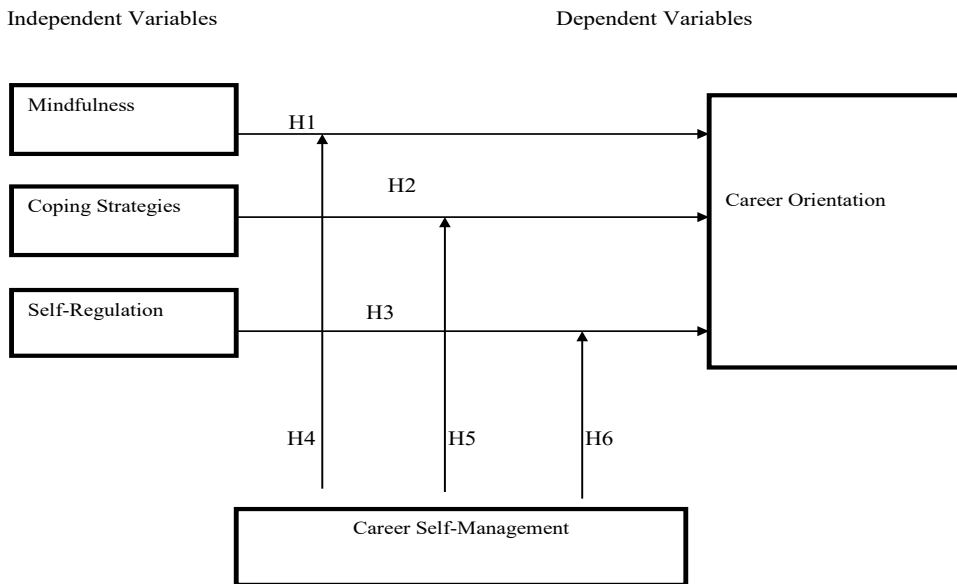 Independent Variables
Dependent Variables
Mindfulness
H1
H2
Coping Strategies
Career Orientation
Self-Regulation
H3
H4
H5
H6
Career Self-Management